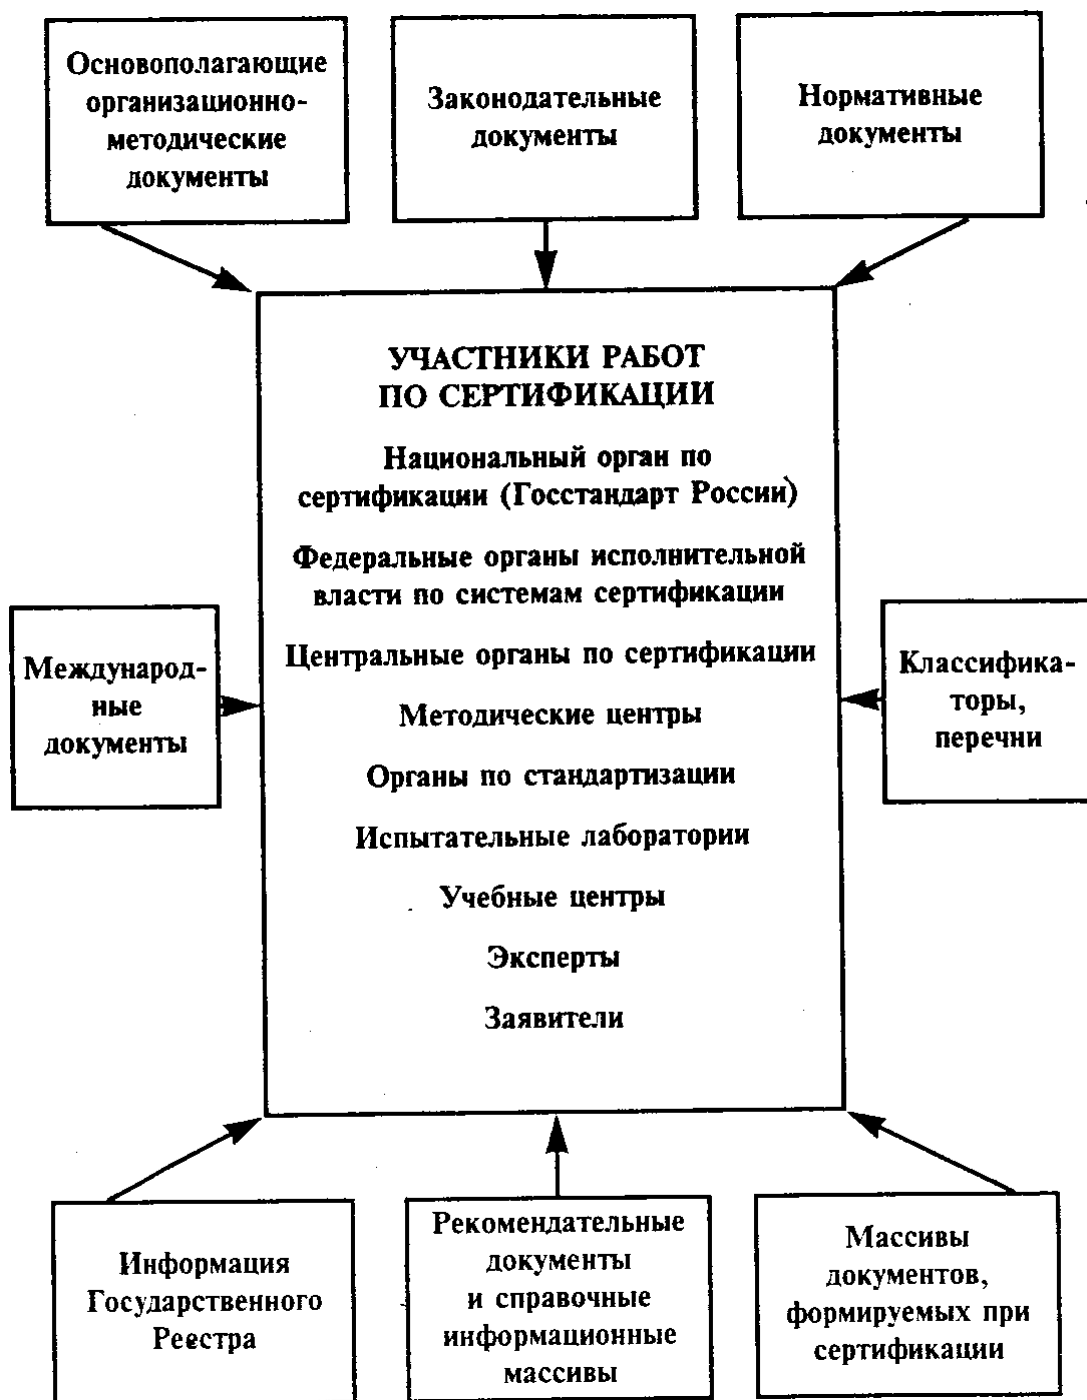 Основополагающие
организационно-
методические
документы
Законодательные
документы
Нормативные
документы
УЧАСТНИКИ РАБОТ
ПО СЕРТИФИКАЦИИ
Национальный орган по
сертификации (Госстандарт России)
Федеральные органы исполнительной
власти по системам сертификации
Центральные органы по сертификации
Методические центры
Органы по стандартизации
Испытательные лаборатории
Учебные центры
Эксперты
Заявители
Международ-
ные
документы
Классифика-
торы,
перечни
Информация
Государственного
Реестра
Рекомендательные
документы
и справочные
информационные
массивы
Массивы
документов,
формируемых при
сертификации